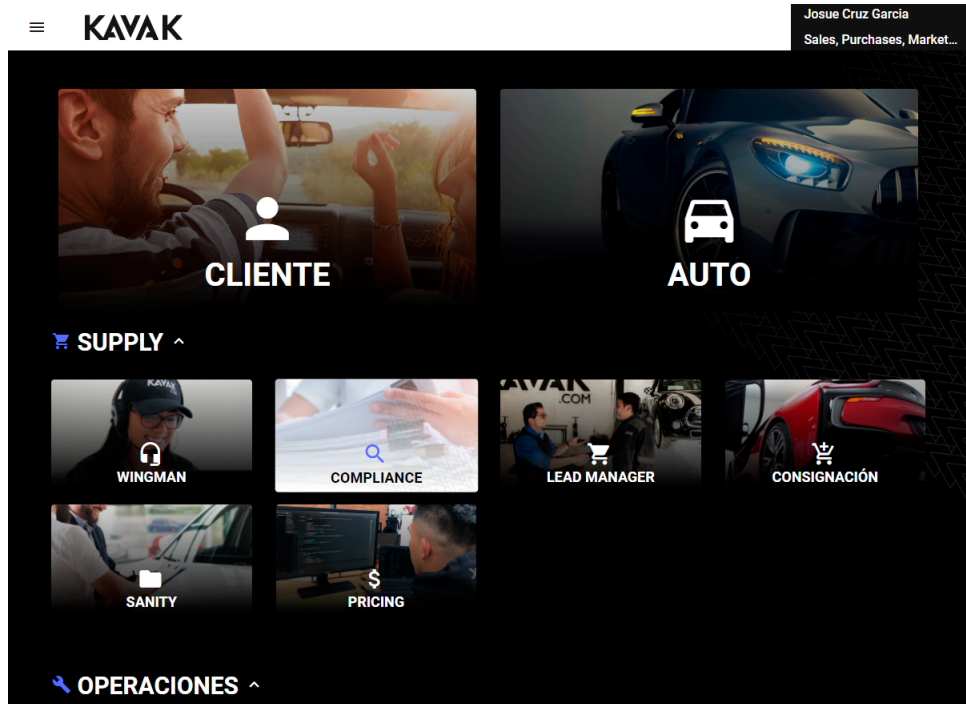 KAVAK
Josue Cruz Garcia
Sales, Purchases, Market...
CLIENTE
AUTO
SUPPLY
KAVAK
KAVAK
.COM
WINGMAN
COMPLIANCE
LEAD MANAGER
CONSIGNACIÓN
SANITY
PRICING
OPERACIONES